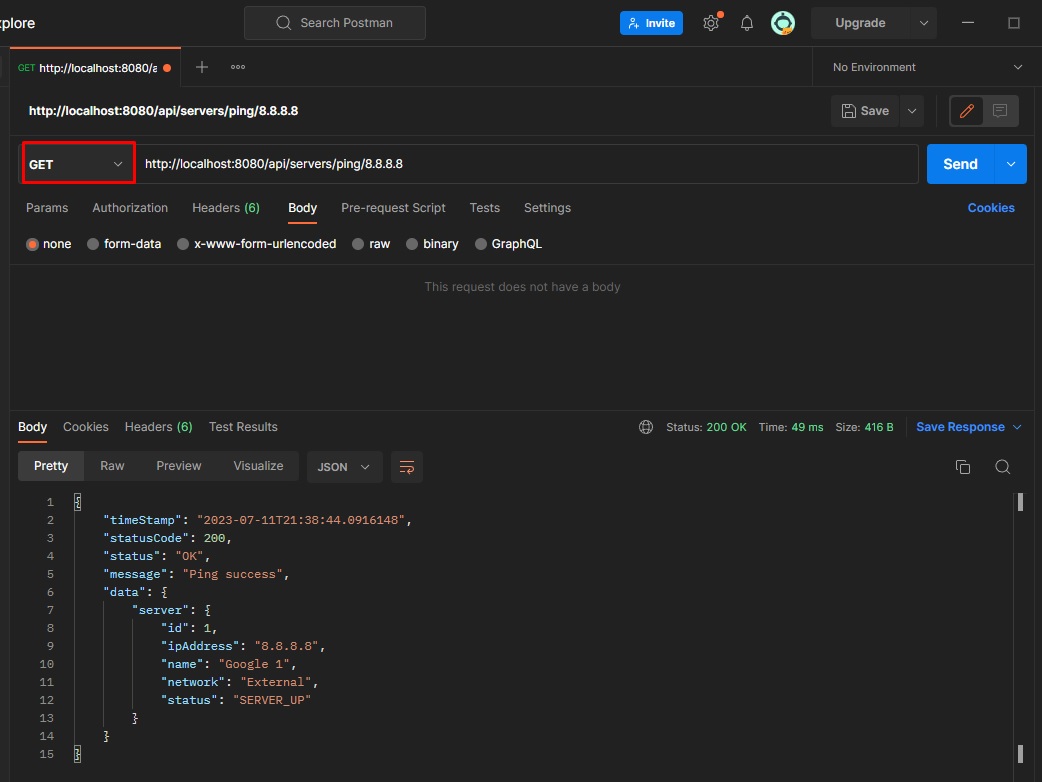 xplore
Search Postman
Invite
Upgrade
GET http://localhost:8080/a
No Environment
http://localhost:8080/api/servers/ping/8.8.8.8
Save
GET
http://localhost:8080/api/servers/ping/8.8.8.8
Send
Params Authorization Headers (6) Body Pre-request Script Tests Settings Cookies
none form-data x-www-form-urlencoded raw binary GraphQL
This request does not have a body
Body Cookies Headers (6) Test Results Status: 200 OK Time: 49 ms Size: 416 B Save Response
Pretty Raw Preview Visualize JSON
1 {
2 "timeStamp": "2023-07-11T21:38:44.0916148",
3 "statusCode": 200,
4 "status": "OK",
5 "message": "Ping success",
6 "data": {
7 "server": {
8 "id": 1,
9 "ipAddress": "8.8.8.8",
10 "name": "Google 1",
11 "network": "External",
12 "status": "SERVER_UP"
13 }
14 }
15 }